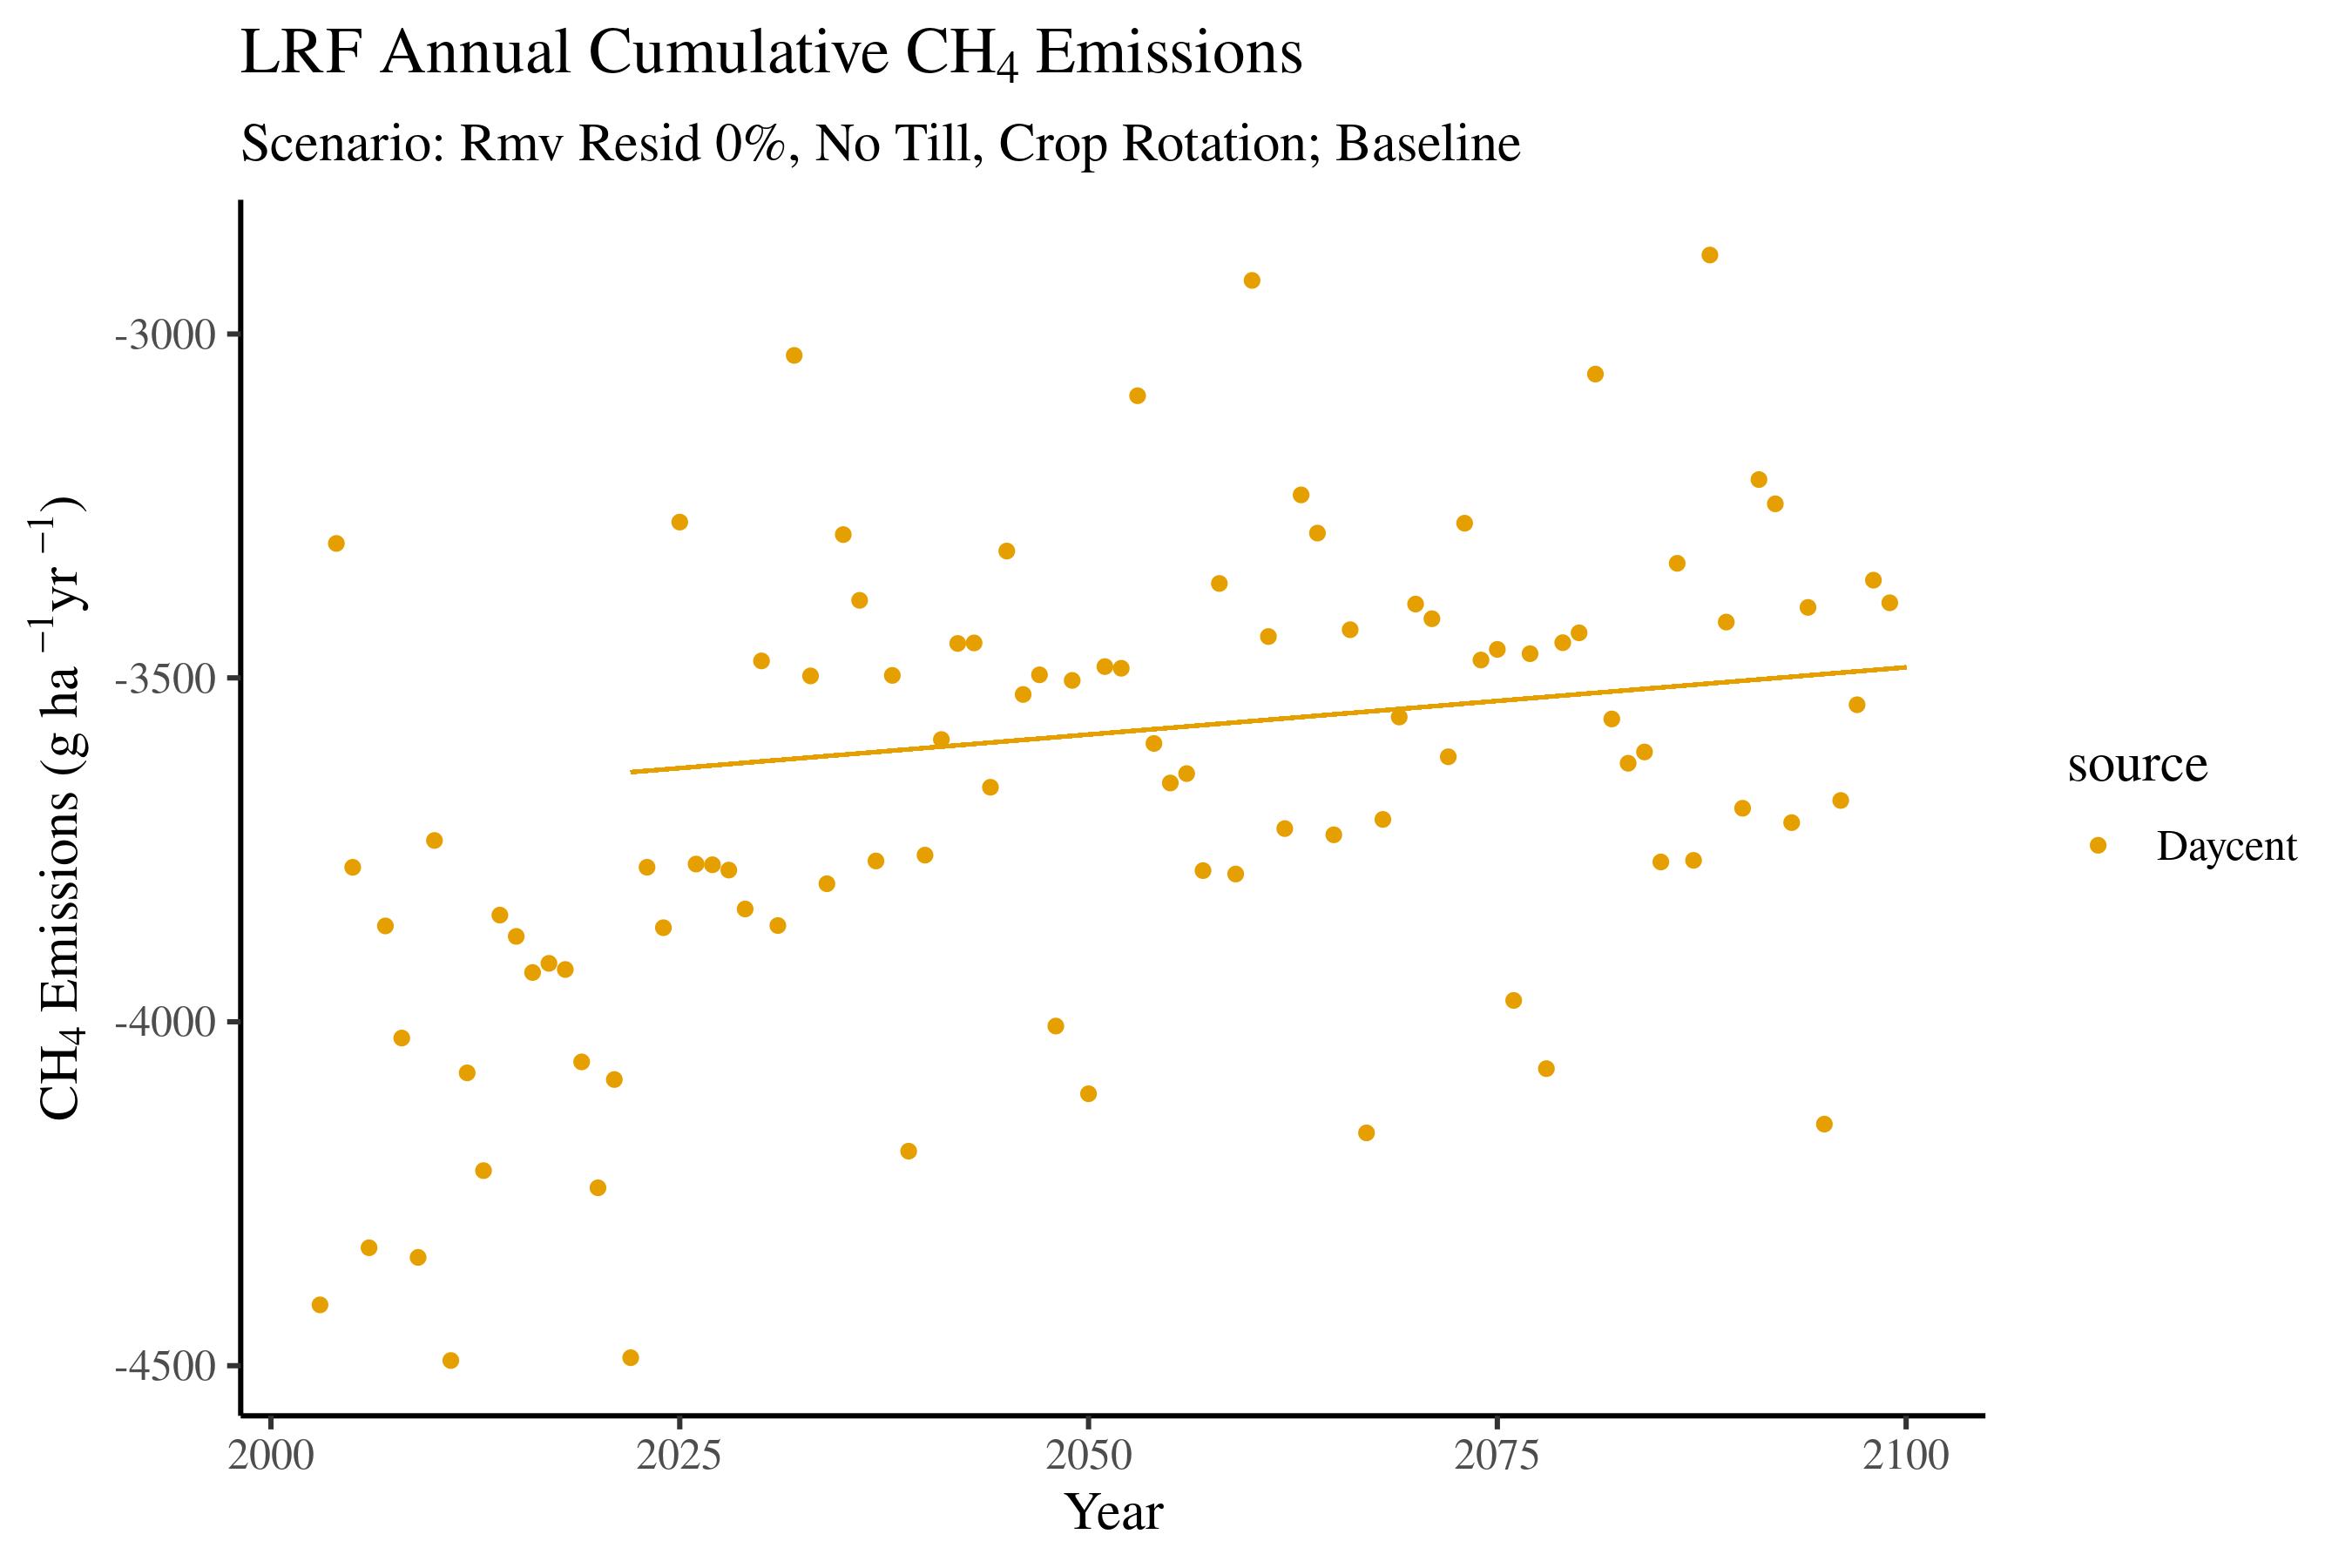 LRF Annual Cumulative CH₄ Emissions
Scenario: Rmv Resid 0%, No Till, Crop Rotation; Baseline
CH₄ Emissions (g ha ⁻¹yr ⁻¹)
-3000
-3500
-4000
-4500
2000 2025 2050 2075 2100
Year
source
Daycent